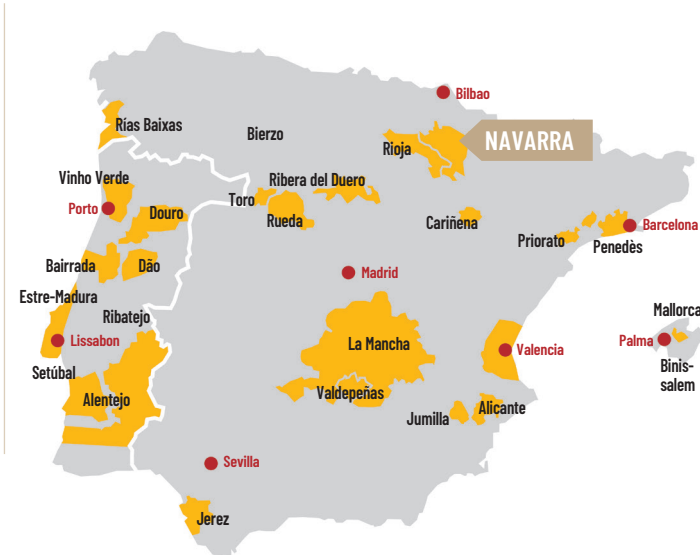 Bilbao
Rías Baixas
Bierzo
Rioja
NAVARRA
Vinho Verde
Ribera del Duero
Toro
Porto
Douro
Rueda
Cariñena
Barcelona
Priorato
Penedès
Bairrada
Dão
Madrid
Estre-Madura
Ribatejo
Mallorca
Lissabon
La Mancha
Valencia
Palma
Binis-
salem
Setúbal
Alentejo
Valdepeñas
Jumilla
Alicante
Sevilla
Jerez